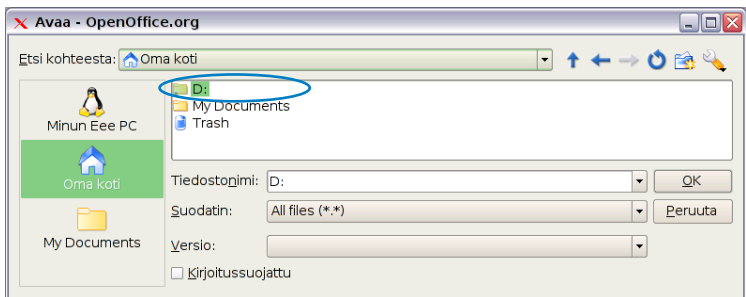 Avaa - OpenOffice.org
Etsi kohteesta: Oma koti
D:
My Documents
Trash
Minun Eee PC
Oma koti
My Documents
Tiedostonimi: D: OK
Suodatin: All files (*.*) Peruuta
Versio:
Kirjoitussuojattu